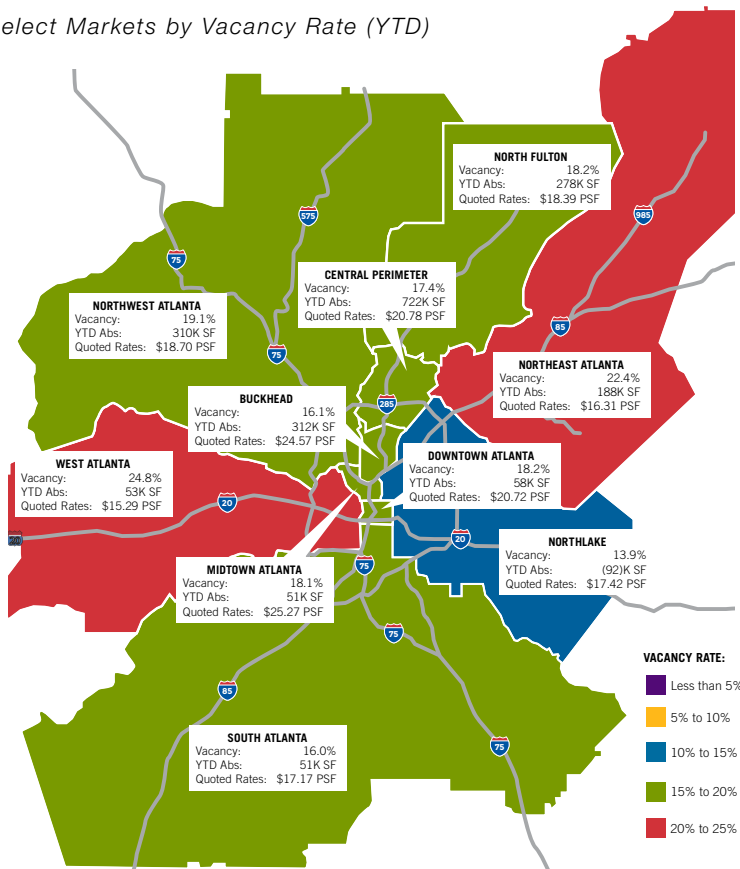 elect Markets by Vacancy Rate (YTD)
NORTH FULTON
Vacancy: 18.2%
YTD Abs: 278K SF
Quoted Rates: $18.39 PSF
985
575
75
CENTRAL PERIMETER
Vacancy: 17.4%
YTD Abs: 722K SF
Quoted Rates: $20.78 PSF
NORTHWEST ATLANTA
Vacancy: 19.1%
YTD Abs: 310K SF
Quoted Rates: $18.70 PSF
85
75
NORTHEAST ATLANTA
Vacancy: 22.4%
YTD Abs: 188K SF
Quoted Rates: $16.31 PSF
BUCKHEAD
Vacancy: 16.1%
YTD Abs: 312K SF
Quoted Rates: $24.57 PSF
285
WEST ATLANTA
Vacancy: 24.8%
YTD Abs: 53K SF
Quoted Rates: $15.29 PSF
DOWNTOWN ATLANTA
Vacancy: 18.2%
YTD Abs: 58K SF
Quoted Rates: $20.72 PSF
20
20
NORTHLAKE
Vacancy: 13.9%
YTD Abs: (92)K SF
Quoted Rates: $17.42 PSF
MIDTOWN ATLANTA
Vacancy: 18.1%
YTD Abs: 51K SF
Quoted Rates: $25.27 PSF
75
75
85
75
SOUTH ATLANTA
Vacancy: 16.0%
YTD Abs: 51K SF
Quoted Rates: $17.17 PSF
VACANCY RATE:
Less than 5%
5% to 10%
10% to 15%
15% to 20%
20% to 25%